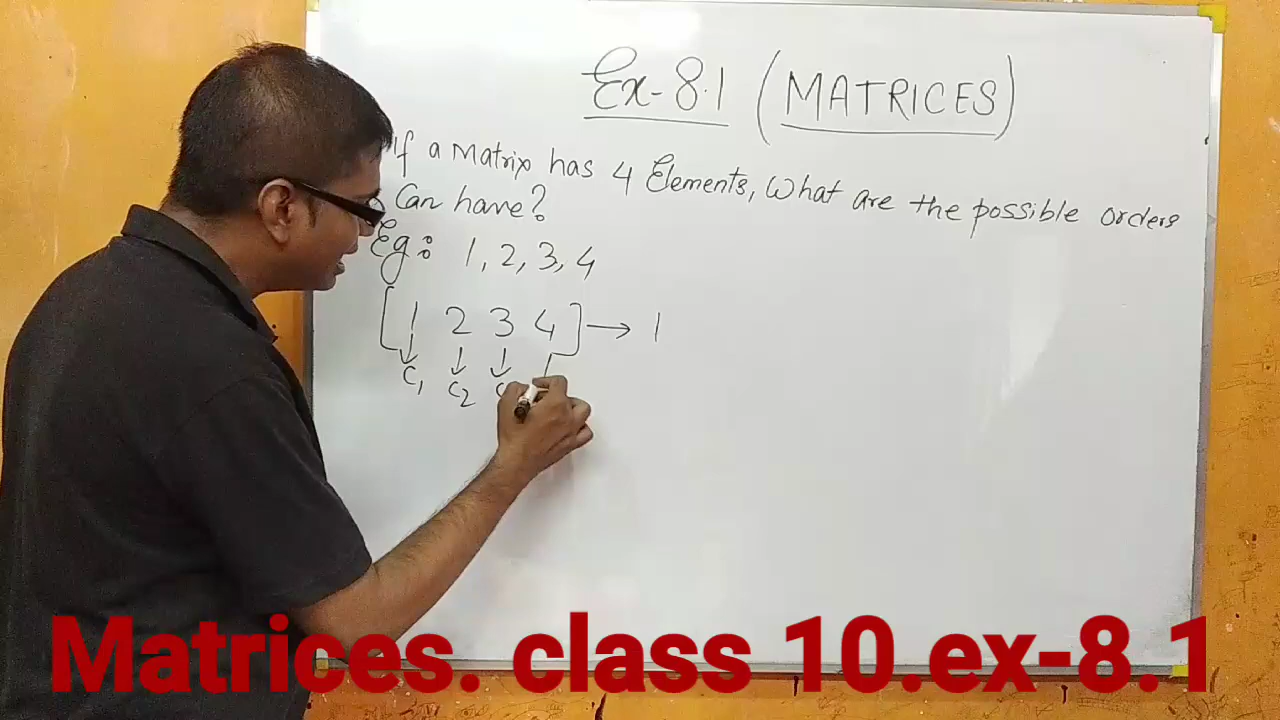 Ex-8.1 (MATRICES)
If a Matrix has 4 Elements, What are the possible orders
Can have?
Eg: 1, 2, 3, 4
[1 2 3 4] → 1
↓ ↓ ↓
C₁ C₂
Matrices. class 10.ex-8.1